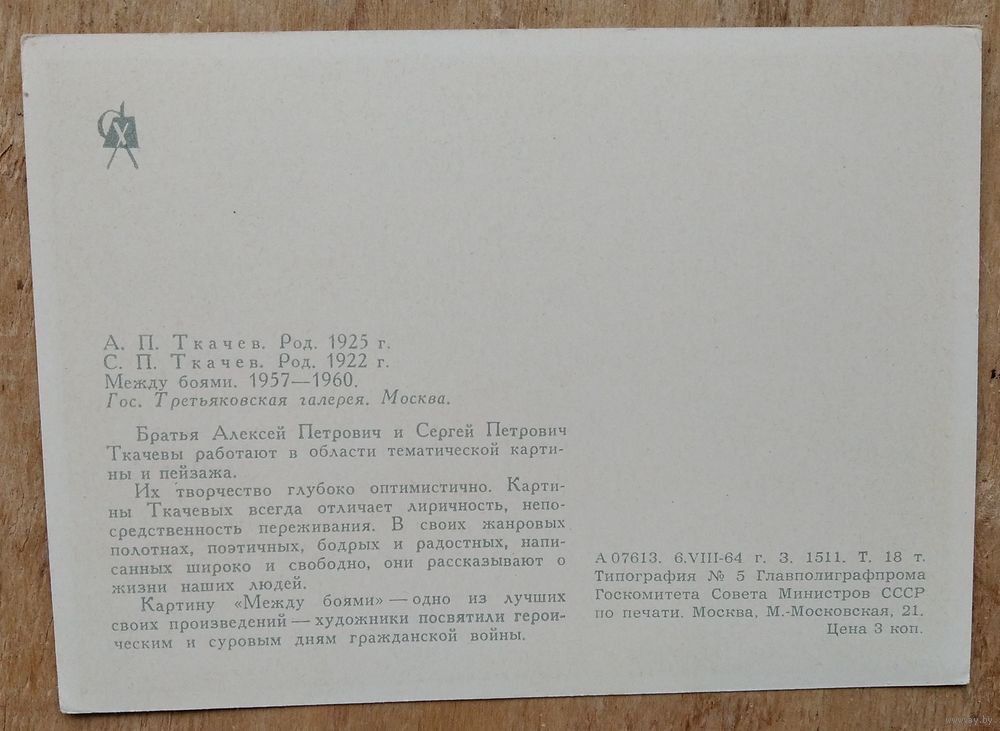 Х
А. П. Ткачев. Род. 1925 г.
С. П. Ткачев. Род. 1922 г.
Между боями. 1957—1960.
Гос. Третьяковская галерея. Москва.
Братья Алексей Петрович и Сергей Петрович
Ткачевы работают в области тематической карти-
ны и пейзажа.
Их творчество глубоко оптимистично. Карти-
ны Ткачевых всегда отличает лиричность, непо-
средственность переживания. В своих жанровых
полотнах, поэтичных, бодрых и радостных, напи-
санных широко и свободно, они рассказывают о
жизни наших людей.
Картину «Между боями» — одно из лучших
своих произведений — художники посвятили герои-
ческим и суровым дням гражданской войны.
А 07613. 6.VIII-64 г. З. 1511. Т. 18 т.
Типография № 5 Главполиграфпрома
Госкомитета Совета Министров СССР
по печати. Москва, М.-Московская, 21.
Цена 3 коп.
www.ay.by